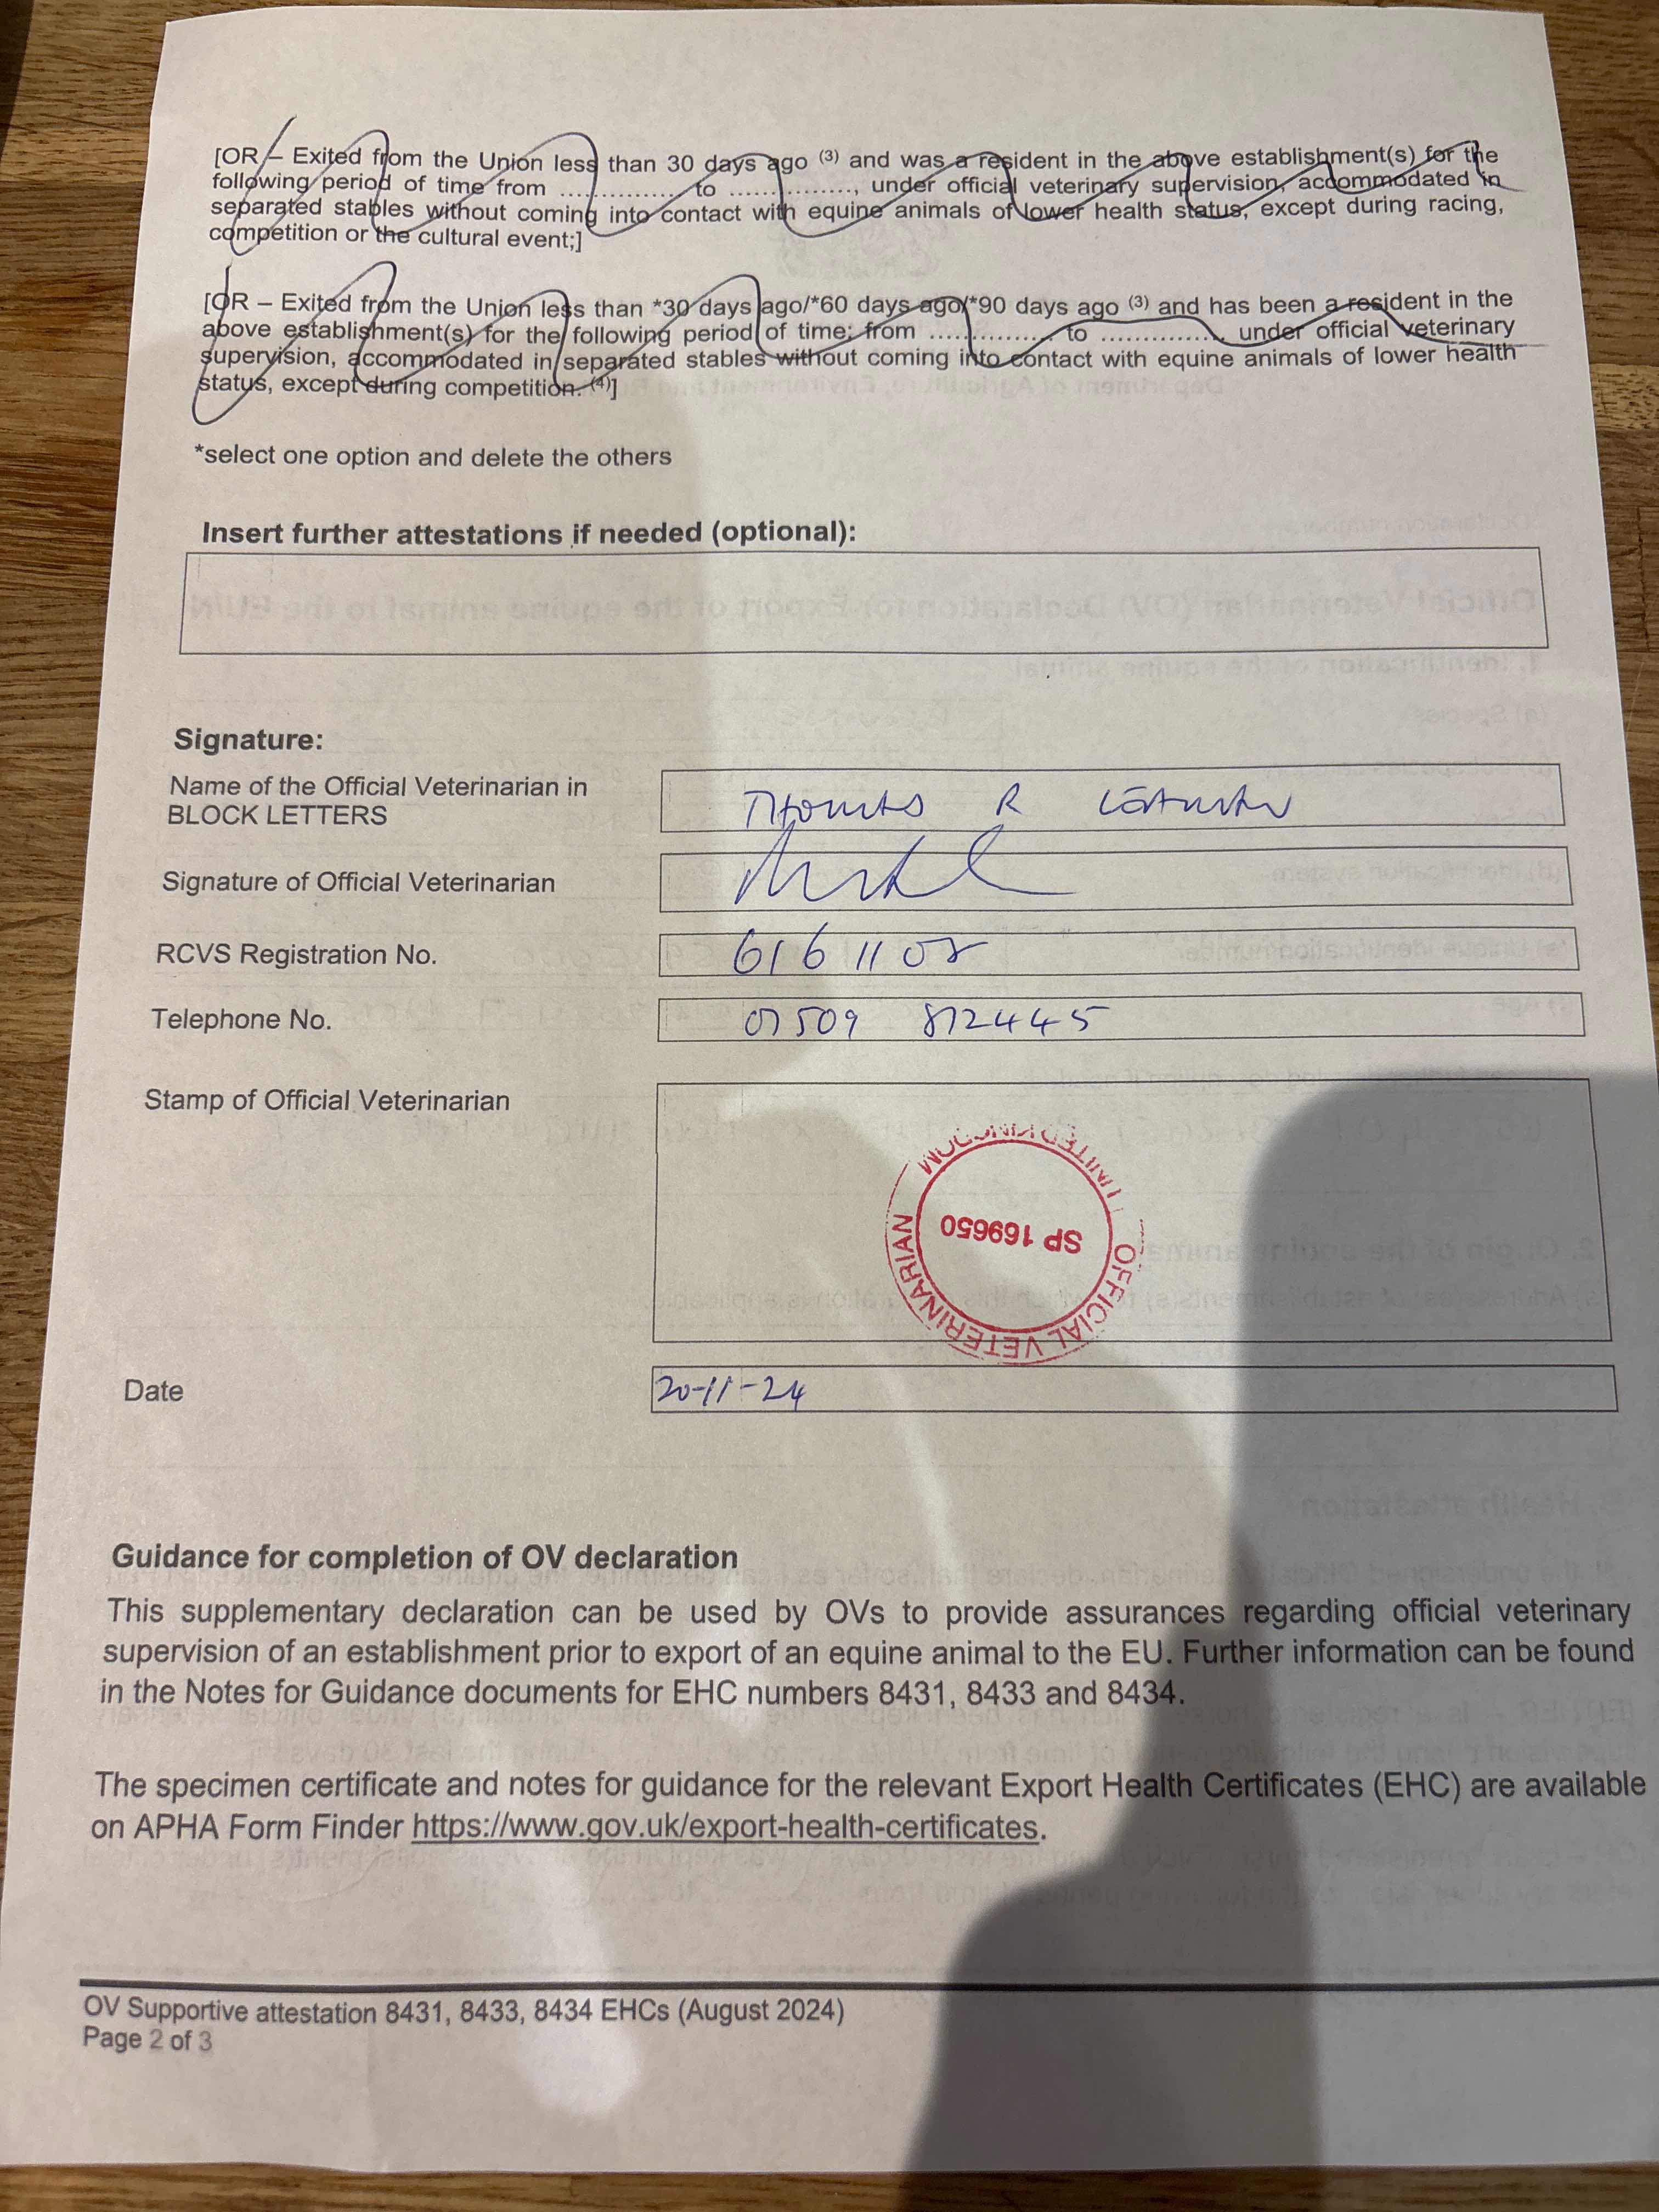 [OR – Exited from the Union less than 30 days ago (3) and was a resident in the above establishment(s) for the
following period of time from ................ to ................, under official veterinary supervision, accommodated in
separated stables without coming into contact with equine animals of lower health status, except during racing,
competition or the cultural event;]
[OR – Exited from the Union less than *30 days ago/*60 days ago/*90 days ago (3) and has been a resident in the
above establishment(s) for the following period of time: from ................ to ................ under official veterinary
supervision, accommodated in separated stables without coming into contact with equine animals of lower health
status, except during competition. (4)]
*select one option and delete the others
Insert further attestations if needed (optional):
Signature:
Name of the Official Veterinarian in
BLOCK LETTERS
THOMAS R
Signature of Official Veterinarian
RCVS Registration No.
6161108
Telephone No.
01509 812445
Stamp of Official Veterinarian
UNITED KINGDOM
SP 169650
OFFICIAL VETERINARIAN
Date
20-11-24
Guidance for completion of OV declaration
This supplementary declaration can be used by OVs to provide assurances regarding official veterinary
supervision of an establishment prior to export of an equine animal to the EU. Further information can be found
in the Notes for Guidance documents for EHC numbers 8431, 8433 and 8434.
The specimen certificate and notes for guidance for the relevant Export Health Certificates (EHC) are available
on APHA Form Finder https://www.gov.uk/export-health-certificates.
OV Supportive attestation 8431, 8433, 8434 EHCs (August 2024)
Page 2 of 3